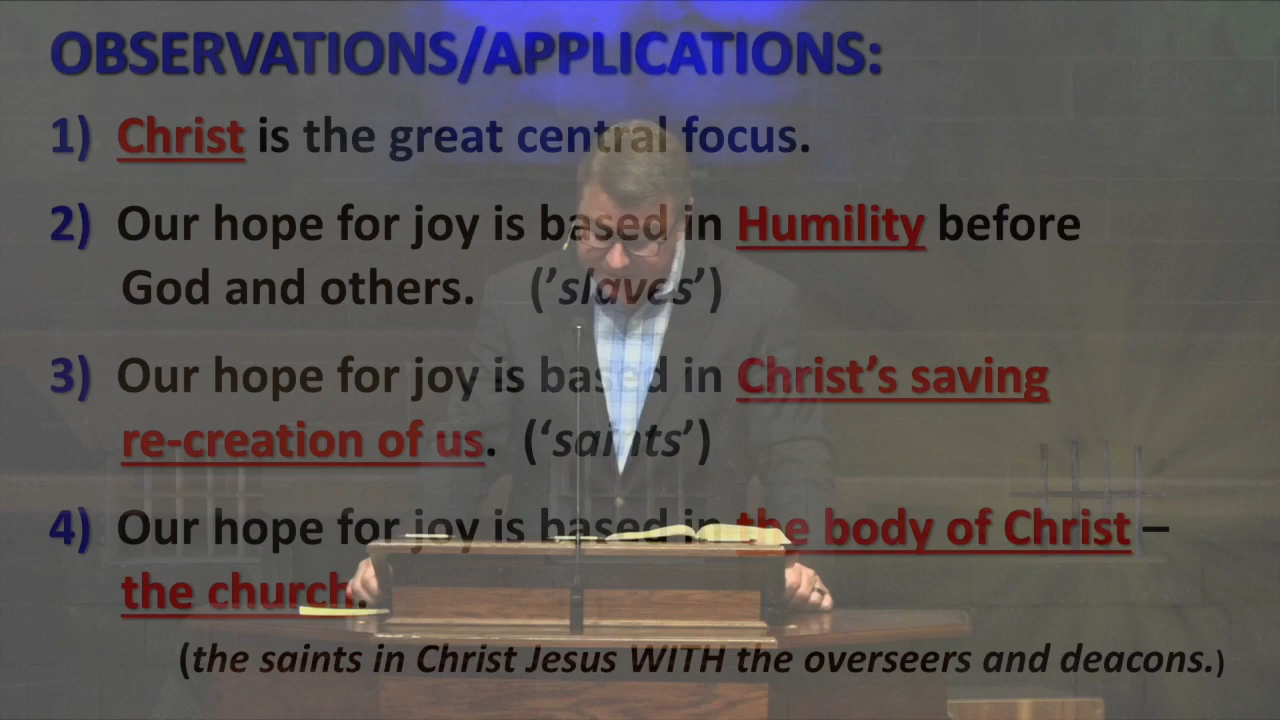 OBSERVATIONS/APPLICATIONS:
1) Christ is the great central focus.
2) Our hope for joy is based in Humility before
God and others. (’slaves’)
3) Our hope for joy is based in Christ’s saving
re-creation of us. (‘saints’)
4) Our hope for joy is based in the body of Christ –
the church.
(the saints in Christ Jesus WITH the overseers and deacons.)